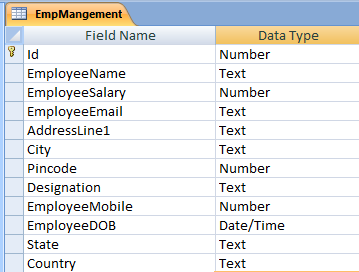 EmpMangement
Field Name Data Type
Id Number
EmployeeName Text
EmployeeSalary Number
EmployeeEmail Text
AddressLine1 Text
City Text
Pincode Number
Designation Text
EmployeeMobile Number
EmployeeDOB Date/Time
State Text
Country Text